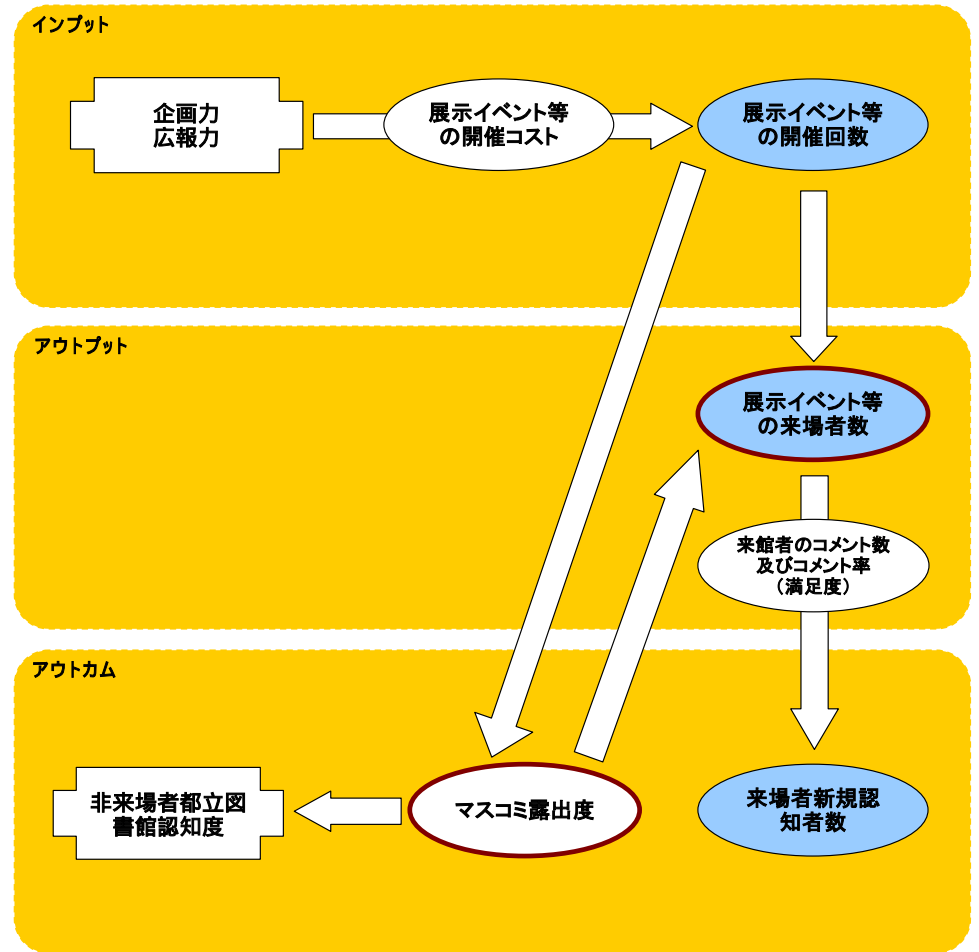 インプット
企画力
広報力
展示イベント等
の開催コスト
展示イベント等
の開催回数
アウトプット
展示イベント等
の来場者数
来館者のコメント数
及びコメント率
（満足度）
アウトカム
非来場者都立図
書館認知度
マスコミ露出度
来場者新規認
知者数